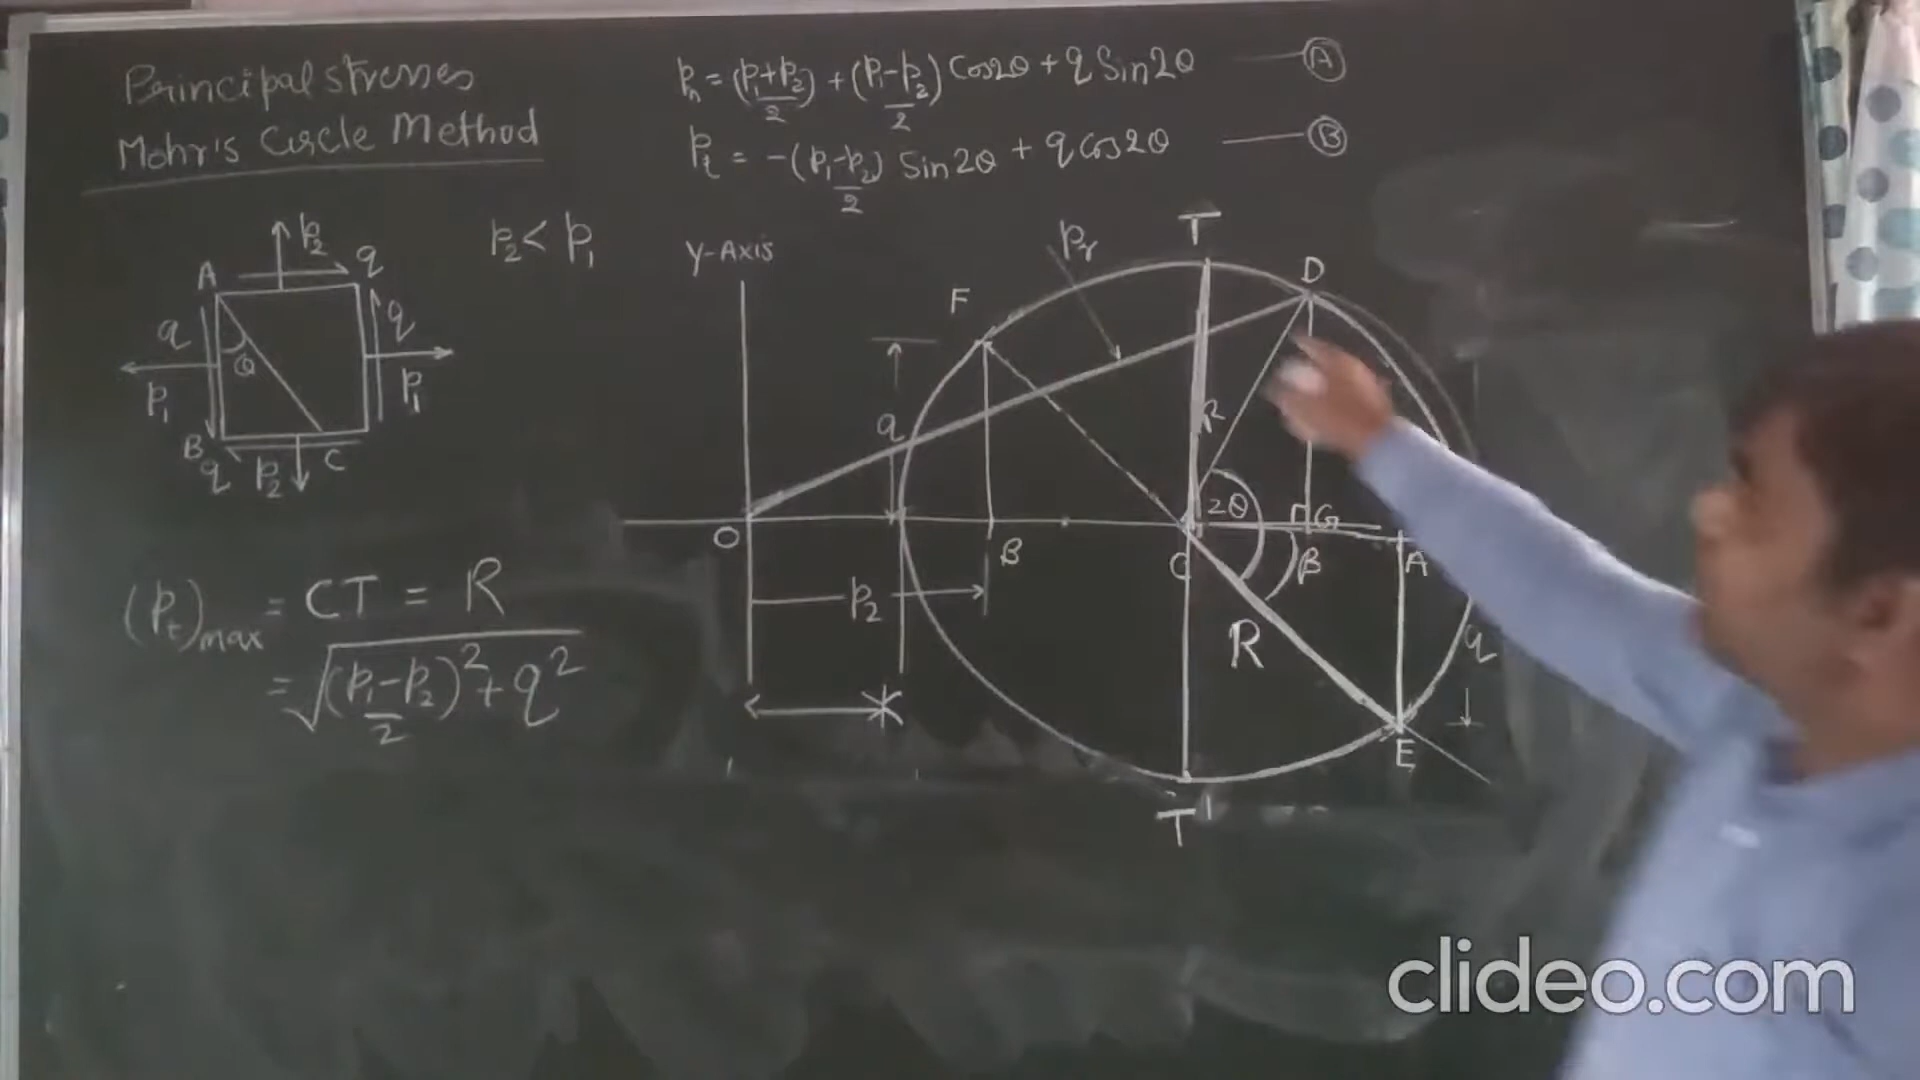 Principal stresses
Mohr's Circle Method
pₙ = (p₁+p₂)/2 + (p₁-p₂)/2 Cos2θ + q Sin2θ —— Ⓐ
pₜ = -(p₁-p₂)/2 Sin2θ + q cos2θ —— Ⓑ
p₂ < p₁
Y-AXIS
A
p₂
q
q
θ
q
p₁
p₁
B
q
p₂
C
T
pᵣ
D
F
q
R
2θ
G
O
B
C
β
A
p₂
R
q
E
T'
(pₜ)max = CT = R
= √((p₁-p₂)/2)² + q²
clideo.com